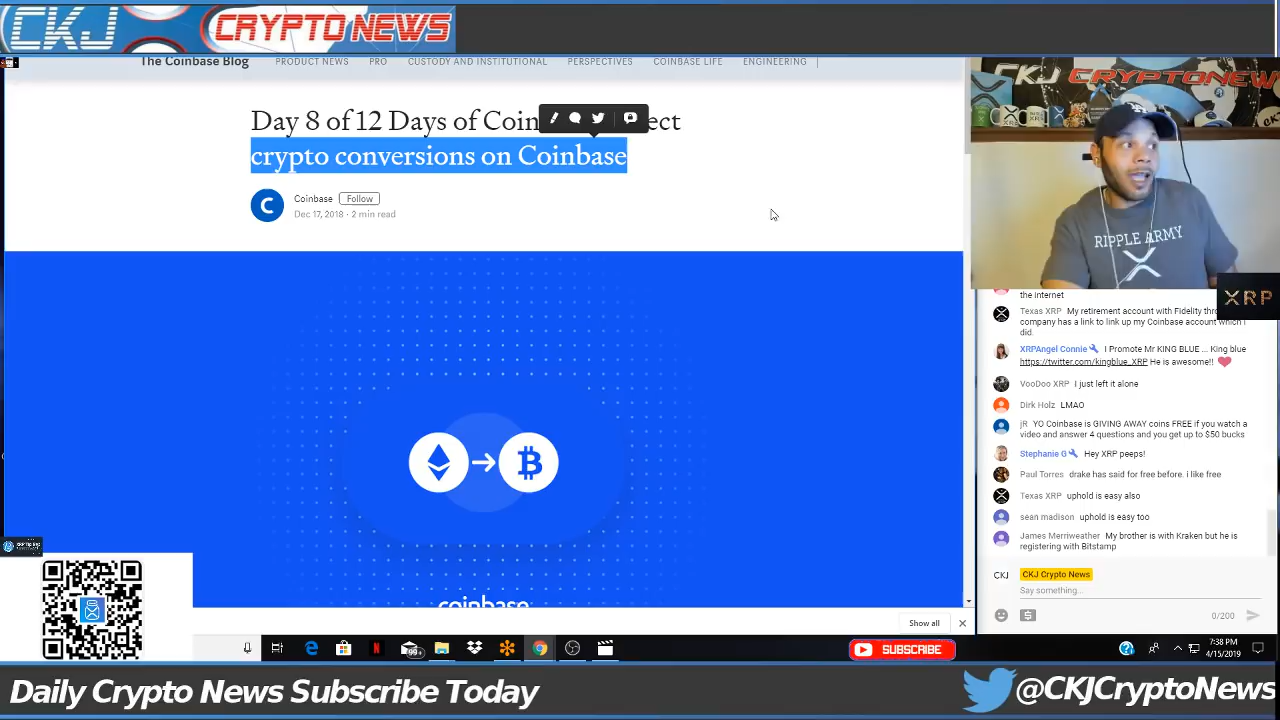 CKJ
CRYPTO NEWS
The Coinbase Blog
PRODUCT NEWS
PRO
CUSTODY AND INSTITUTIONAL
PERSPECTIVES
COINBASE LIFE
ENGINEERING
CKJ CRYPTONEWS
Day 8 of 12 Days of Coin
ect
crypto conversions on Coinbase
Coinbase
Follow
Dec 17, 2018 · 2 min read
C
RIPPLE ARMY
XRP
the Internet
Texas XRP My retirement account with Fidelity thr
company has a link to link up my Coinbase account which I
did.
XRPAngel Connie I Promote Mr KING BLUE ... King blue
https://twitter.com/kingblue_XRP He is awesome!!
VooDoo XRP I just left it alone
Dirk Holz LMAO
jR YO Coinbase is GIVING AWAY coins FREE if you watch a
video and answer 4 questions and you get up to $50 bucks
Stephanie G Hey XRP peeps!
Paul Torres drake has said for free before. i like free
Texas XRP uphold is easy also
sean madison uphold is easy too
James Merriweather My brother is with Kraken but he is
registering with Bitstamp
CKJ
CKJ Crypto News
Say something...
0/200
coinbase
Show all
99+
SUBSCRIBE
7:38 PM
4/15/2019
Daily Crypto News Subscribe Today
@CKJCryptoNews